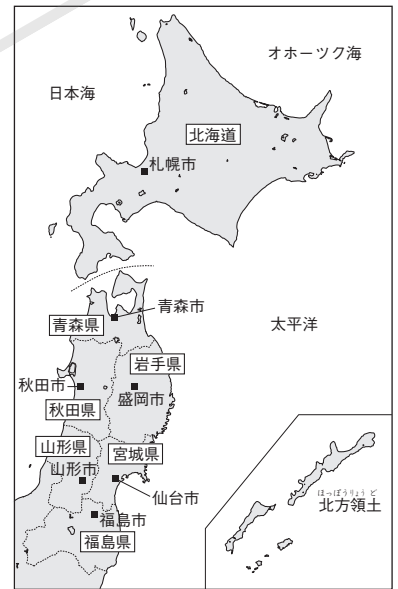 オホーツク海
日本海
北海道
札幌市
青森市
太平洋
青森県
岩手県
秋田市
盛岡市
秋田県
山形県
宮城県
山形市
仙台市
ほっぽうりょうど
北方領土
福島市
福島県